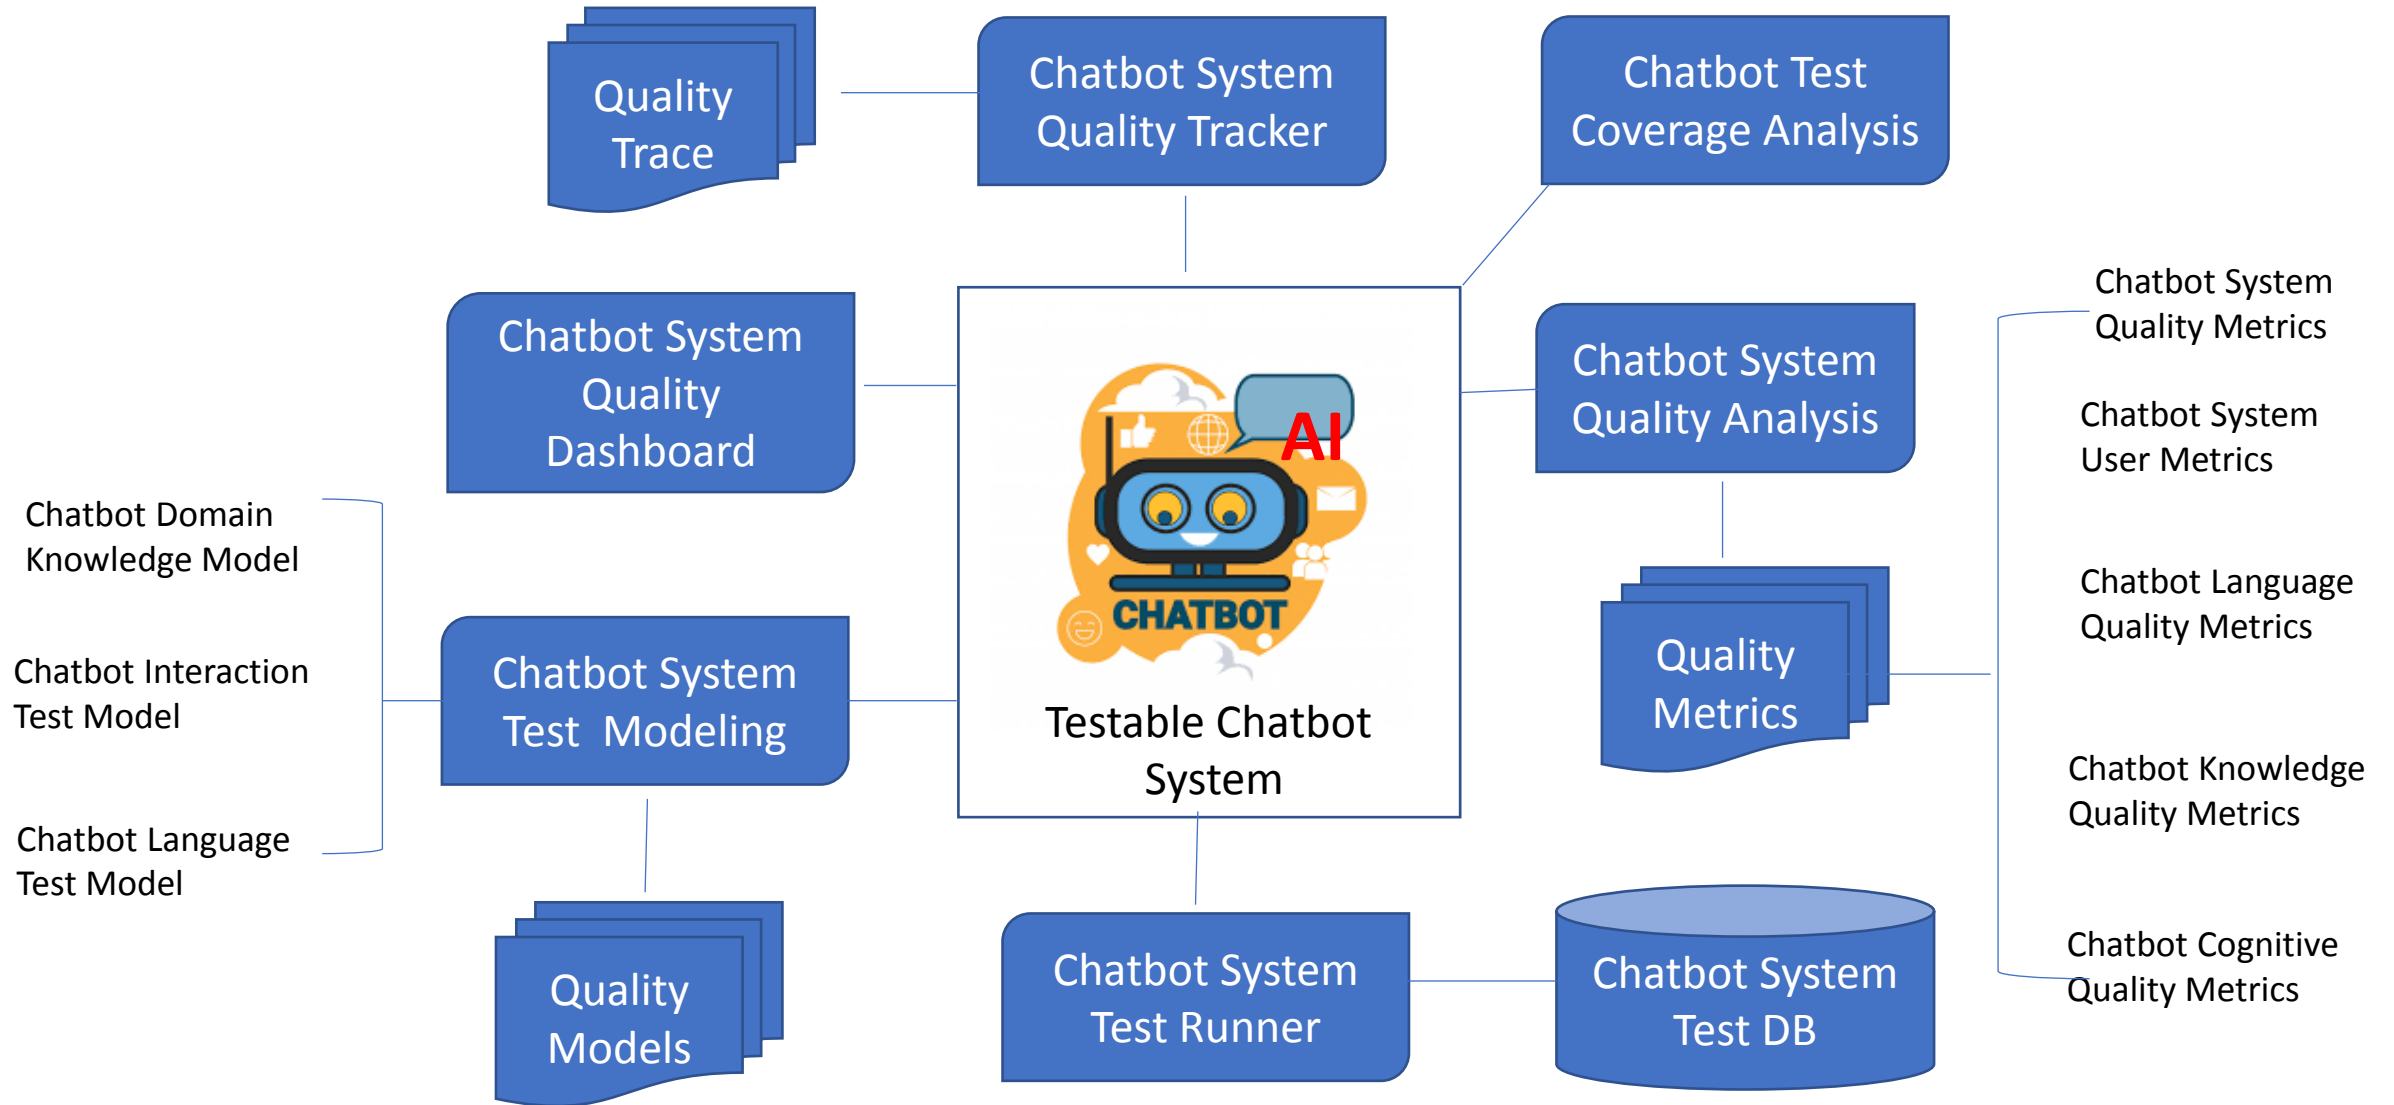 Quality
Trace
Chatbot System
Quality Tracker
Chatbot Test
Coverage Analysis
Chatbot System
Quality
Dashboard
AI
CHATBOT
Testable Chatbot
System
Chatbot System
Quality Analysis
Chatbot System
Quality Metrics
Chatbot System
User Metrics
Chatbot Language
Quality Metrics
Chatbot Knowledge
Quality Metrics
Chatbot Cognitive
Quality Metrics
Quality
Metrics
Chatbot Domain
Knowledge Model
Chatbot Interaction
Test Model
Chatbot Language
Test Model
Chatbot System
Test  Modeling
Quality
Models
Chatbot System
Test Runner
Chatbot System
Test DB